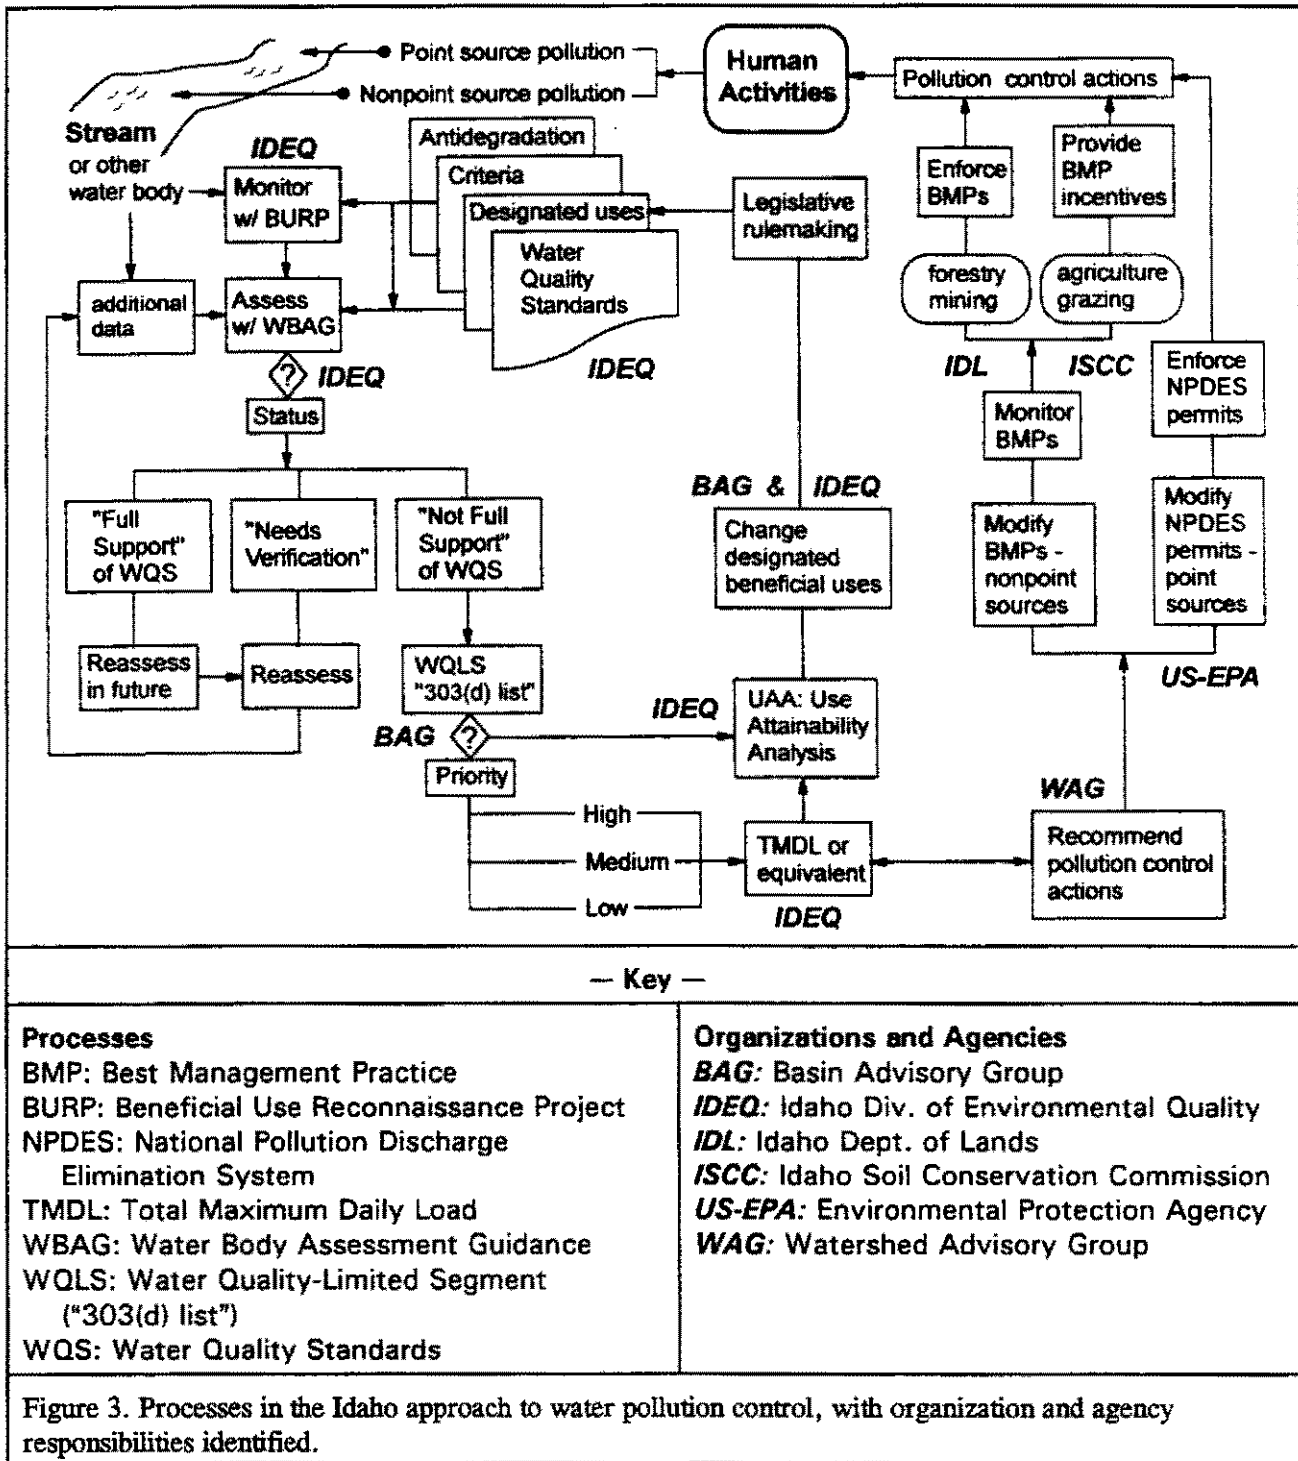 Point source pollution
Nonpoint source pollution
Human
Activities
Pollution control actions
Stream
or other
water body
IDEQ
Monitor
w/ BURP
Antidegradation
Criteria
Designated uses
Water
Quality
Standards
IDEQ
Legislative
rulemaking
Enforce
BMPs
Provide
BMP
incentives
forestry
mining
agriculture
grazing
additional
data
Assess
w/ WBAG
?
IDEQ
Status
IDL
ISCC
Monitor
BMPs
Enforce
NPDES
permits
"Full
Support"
of WQS
"Needs
Verification"
"Not Full
Support"
of WQS
BAG & IDEQ
Change
designated
beneficial uses
Modify
BMPs -
nonpoint
sources
Modify
NPDES
permits -
point
sources
Reassess
in future
Reassess
WQLS
"303(d) list"
BAG
?
Priority
IDEQ
UAA: Use
Attainability
Analysis
US-EPA
WAG
High
Medium
Low
TMDL or
equivalent
IDEQ
Recommend
pollution control
actions
— Key —
Processes
BMP: Best Management Practice
BURP: Beneficial Use Reconnaissance Project
NPDES: National Pollution Discharge
Elimination System
TMDL: Total Maximum Daily Load
WBAG: Water Body Assessment Guidance
WQLS: Water Quality-Limited Segment
("303(d) list")
WQS: Water Quality Standards
Organizations and Agencies
BAG: Basin Advisory Group
IDEQ: Idaho Div. of Environmental Quality
IDL: Idaho Dept. of Lands
ISCC: Idaho Soil Conservation Commission
US-EPA: Environmental Protection Agency
WAG: Watershed Advisory Group
Figure 3. Processes in the Idaho approach to water pollution control, with organization and agency
responsibilities identified.